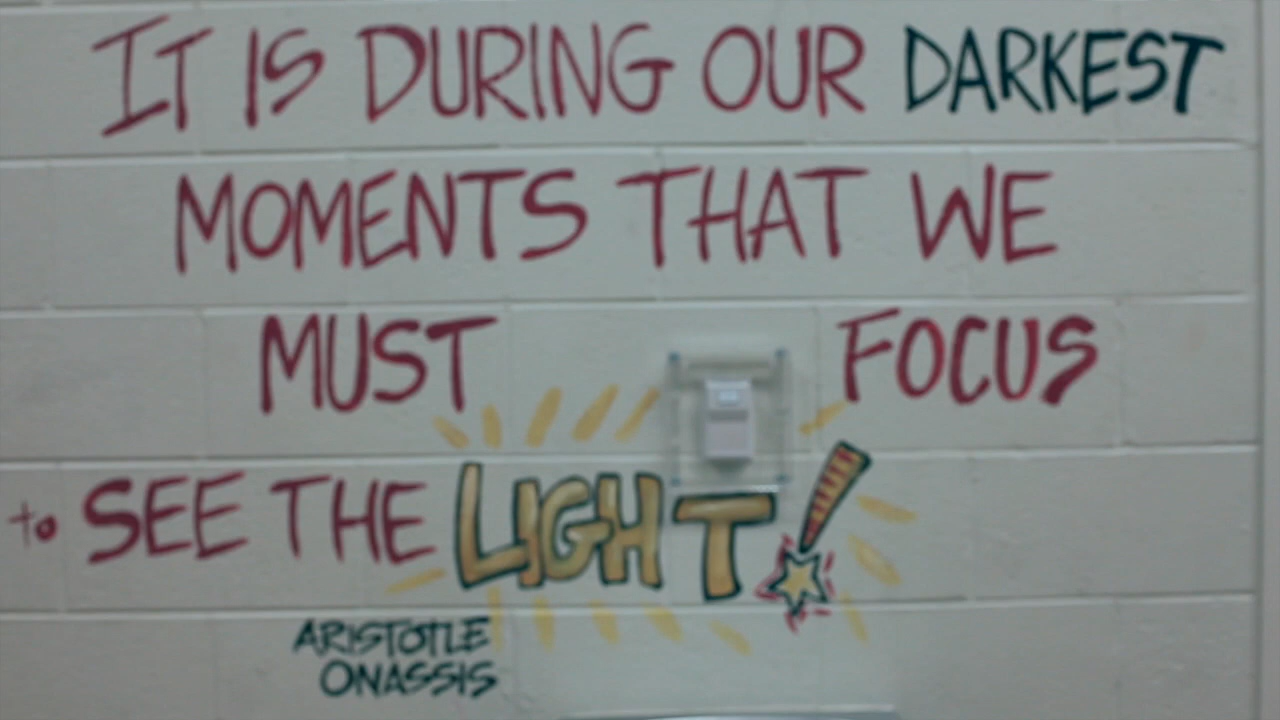 IT IS DURING OUR DARKEST
MOMENTS THAT WE
MUST FOCUS
to SEE THE LIGHT!
ARISTOTLE
ONASSIS